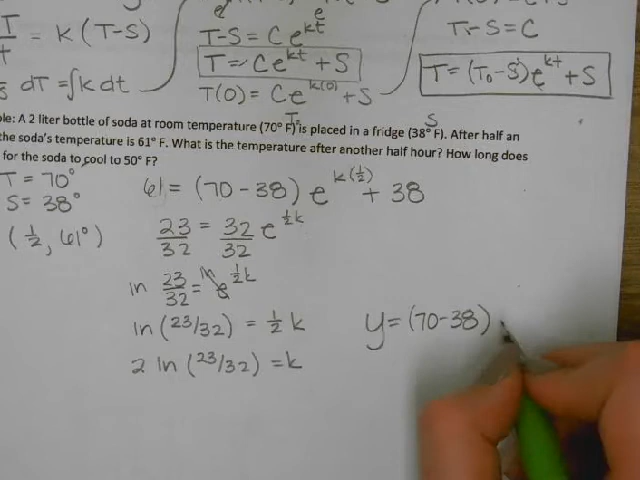 T/t = k(T-S)
T-S = Ce^kt
T = Ce^kt + S
T(0) = Ce^k(0) + S
T₀-S = C
T = (T₀-S)e^kt + S
dT = ∫k dt
T
S
ple: A 2 liter bottle of soda at room temperature (70° F) is placed in a fridge (38° F). After half an
the soda's temperature is 61° F. What is the temperature after another half hour? How long does
for the soda to cool to 50° F?
T = 70°
S = 38°
(½, 61°)
61 = (70-38) e^k(½) + 38
23/32 = 32/32 e^½k
ln 23/32 = ln e^½k
ln (23/32) = ½ k
2 ln (23/32) = k
y = (70-38)